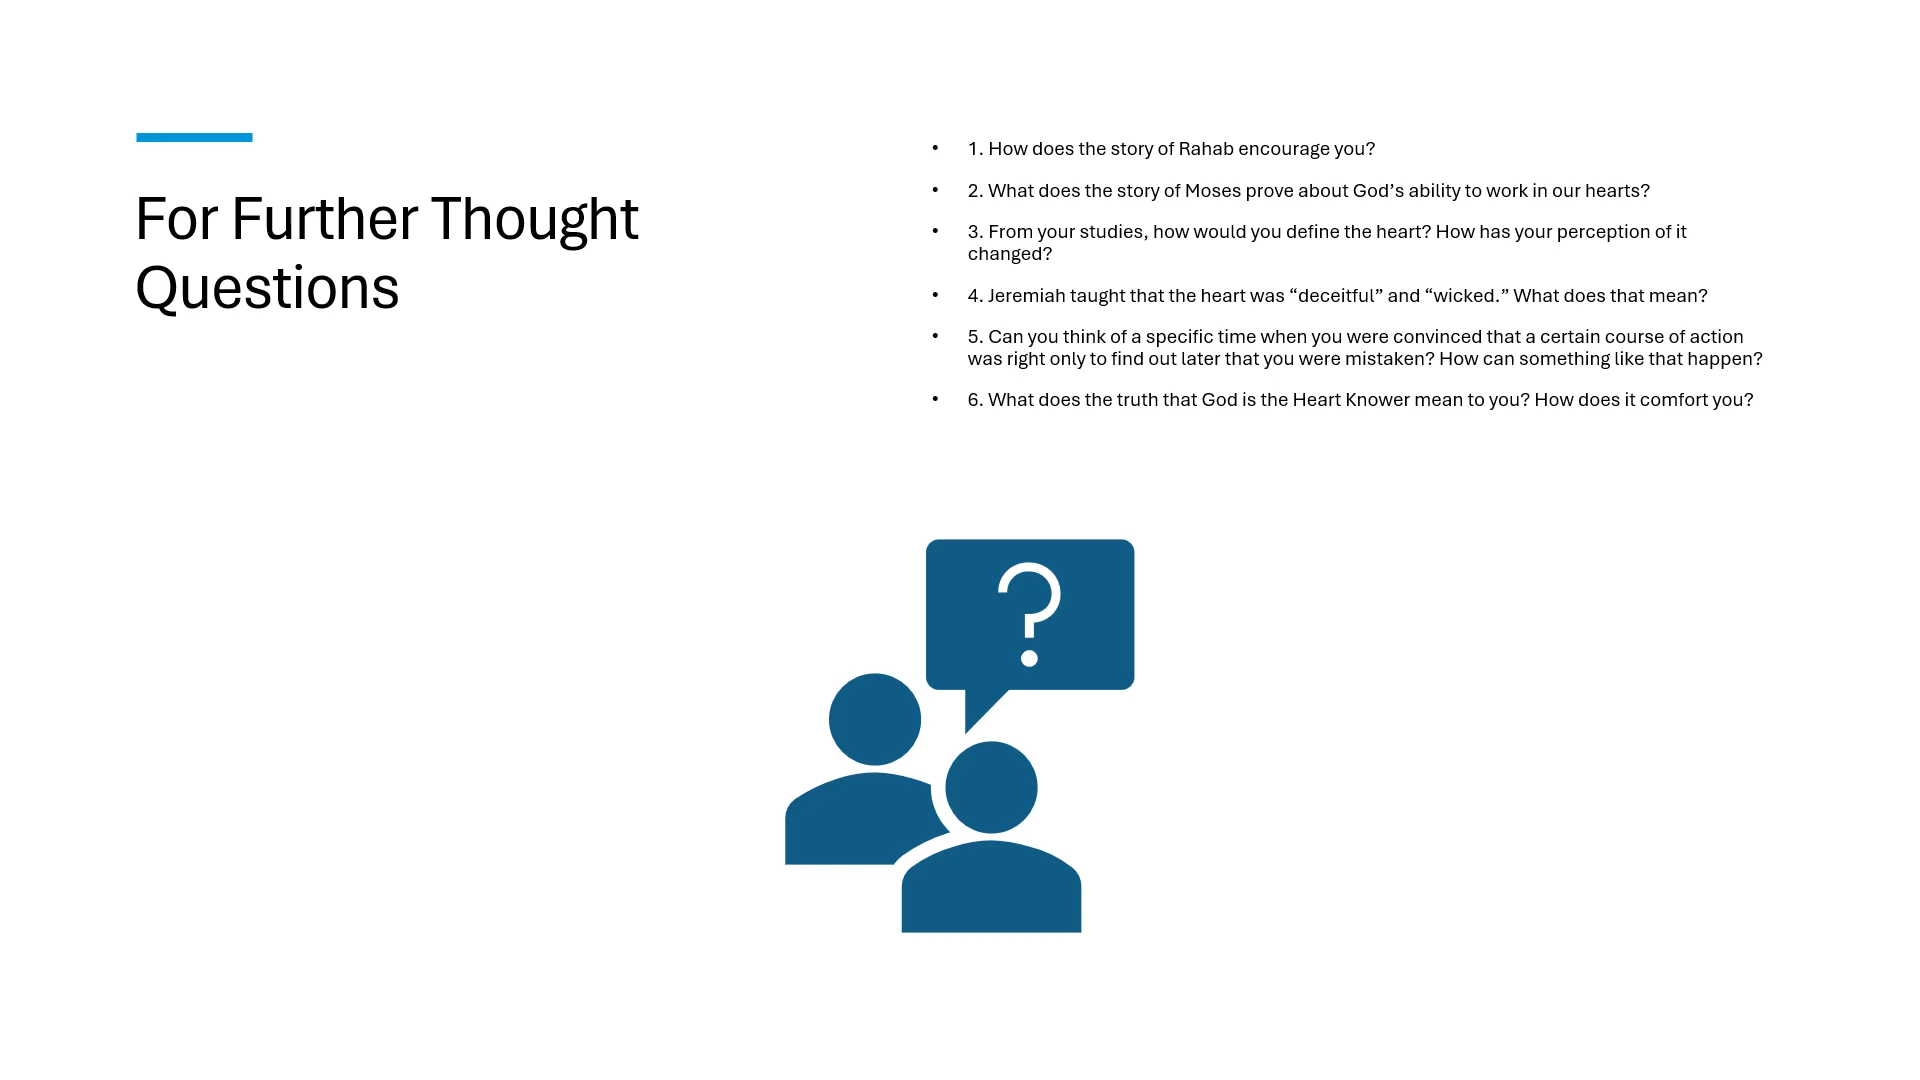 For Further Thought
Questions
• 1. How does the story of Rahab encourage you?
• 2. What does the story of Moses prove about God’s ability to work in our hearts?
• 3. From your studies, how would you define the heart? How has your perception of it
changed?
• 4. Jeremiah taught that the heart was “deceitful” and “wicked.” What does that mean?
• 5. Can you think of a specific time when you were convinced that a certain course of action
was right only to find out later that you were mistaken? How can something like that happen?
• 6. What does the truth that God is the Heart Knower mean to you? How does it comfort you?
?